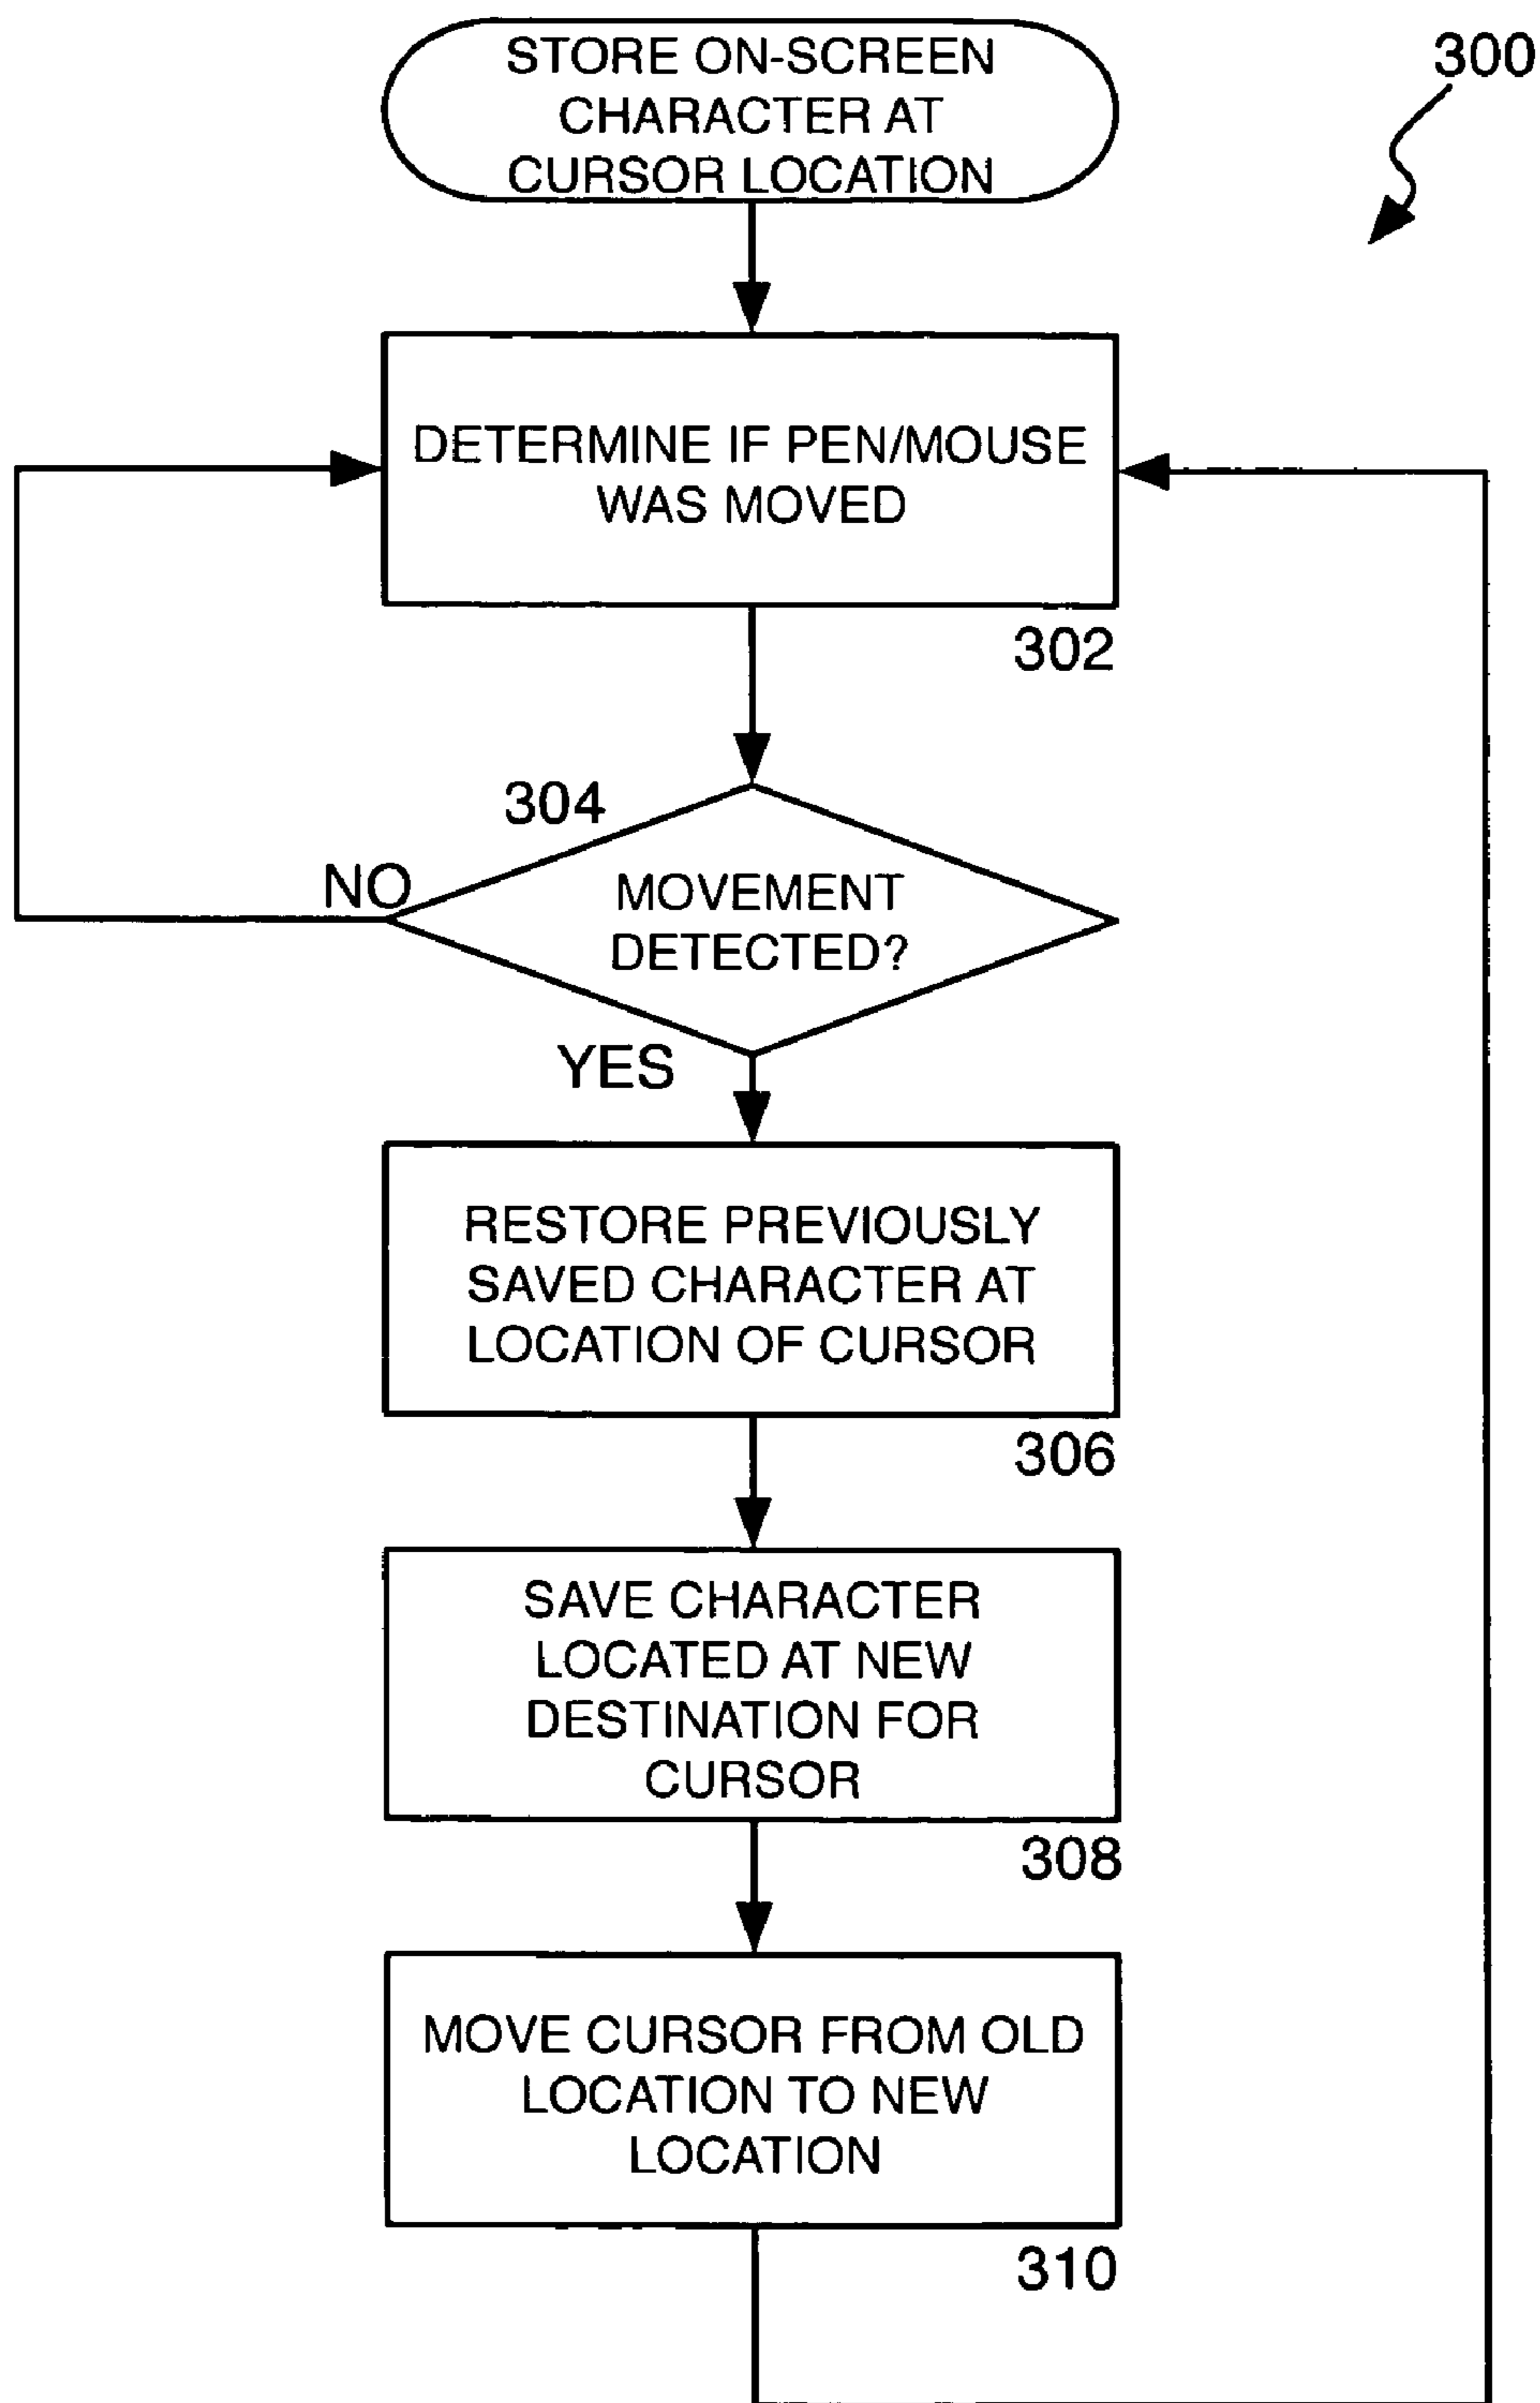 STORE ON-SCREEN
CHARACTER AT
CURSOR LOCATION
300
DETERMINE IF PEN/MOUSE
WAS MOVED
302
304
NO
MOVEMENT
DETECTED?
YES
RESTORE PREVIOUSLY
SAVED CHARACTER AT
LOCATION OF CURSOR
306
SAVE CHARACTER
LOCATED AT NEW
DESTINATION FOR
CURSOR
308
MOVE CURSOR FROM OLD
LOCATION TO NEW
LOCATION
310